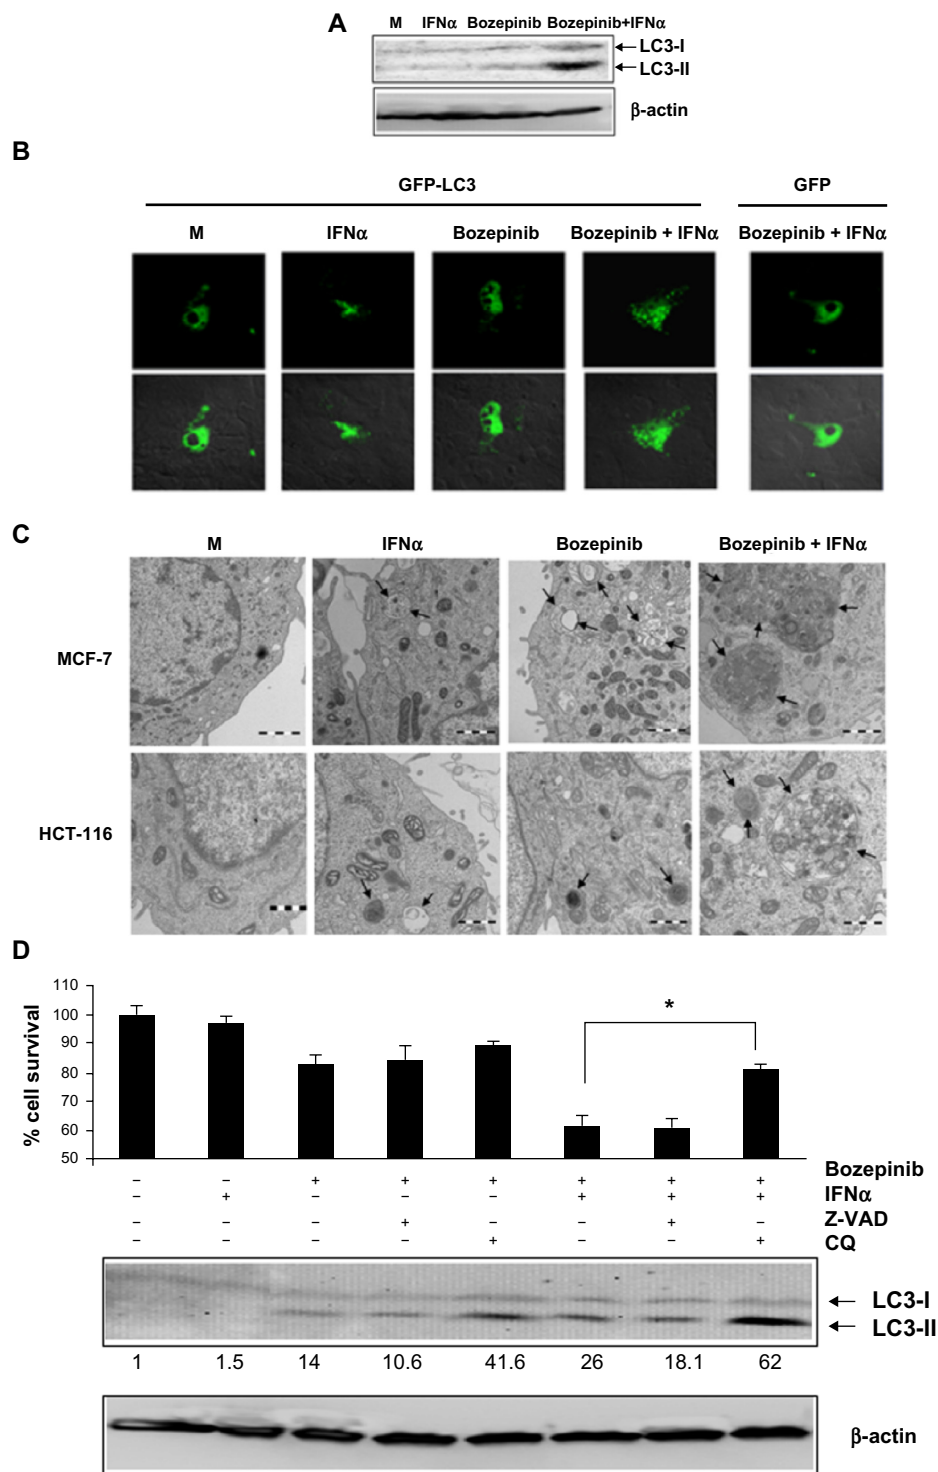 A
M IFNα Bozepinib Bozepinib+IFNα
LC3-I
LC3-II
β-actin
B
GFP-LC3 GFP
M IFNα Bozepinib Bozepinib + IFNα Bozepinib + IFNα
C
M IFNα Bozepinib Bozepinib + IFNα
MCF-7
HCT-116
D
% cell survival
110
100
90
80
70
60
50
*
– – + + + + + + Bozepinib
– + – – – + + + IFNα
– – – + – – + – Z-VAD
– – – – + – – + CQ
LC3-I
LC3-II
1 1.5 14 10.6 41.6 26 18.1 62
β-actin